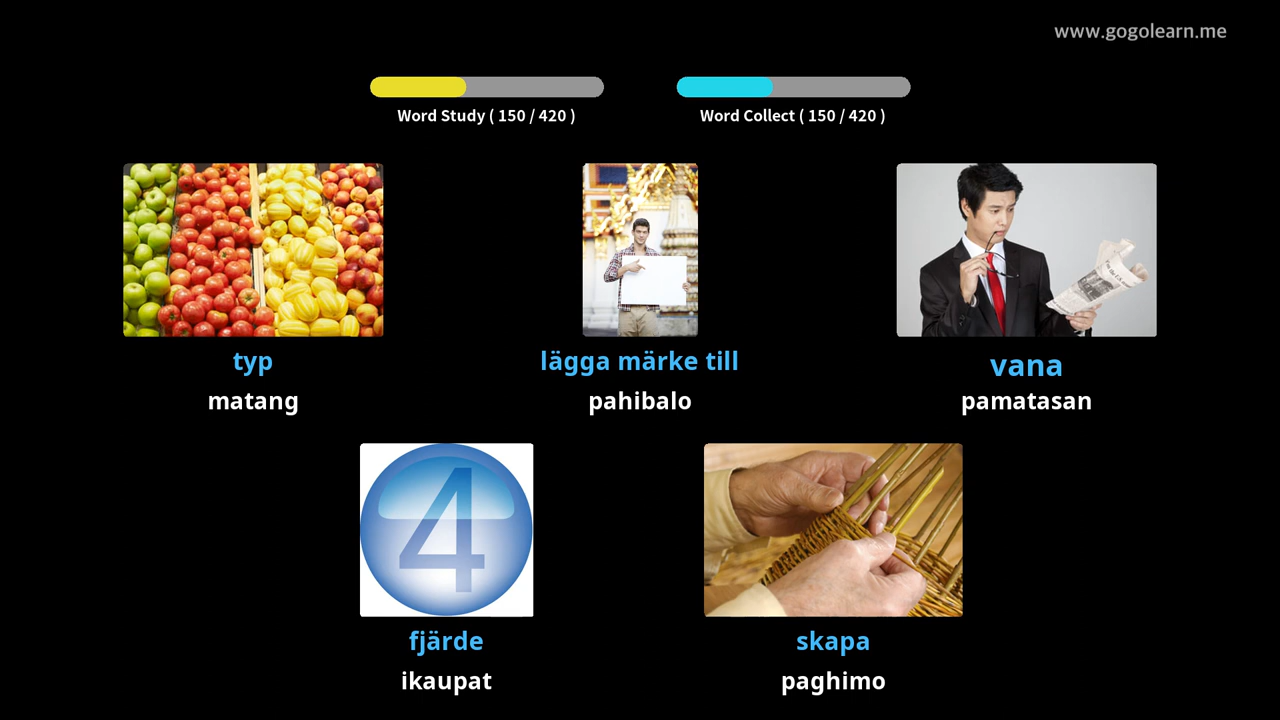 www.gogolearn.me
Word Study ( 150 / 420 )
Word Collect ( 150 / 420 )
typ
matang
lägga märke till
pahibalo
vana
pamatasan
4
fjärde
ikaupat
skapa
paghimo